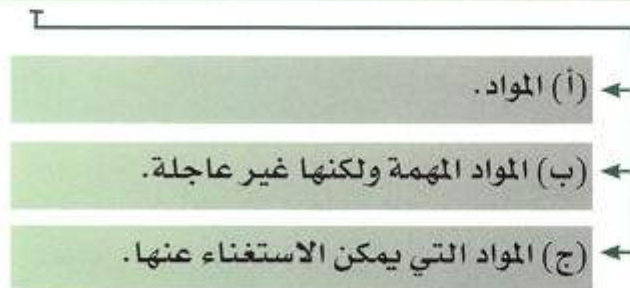 (أ) المواد.
(ب) المواد المهمة ولكنها غير عاجلة.
(ج) المواد التي يمكن الاستغناء عنها.